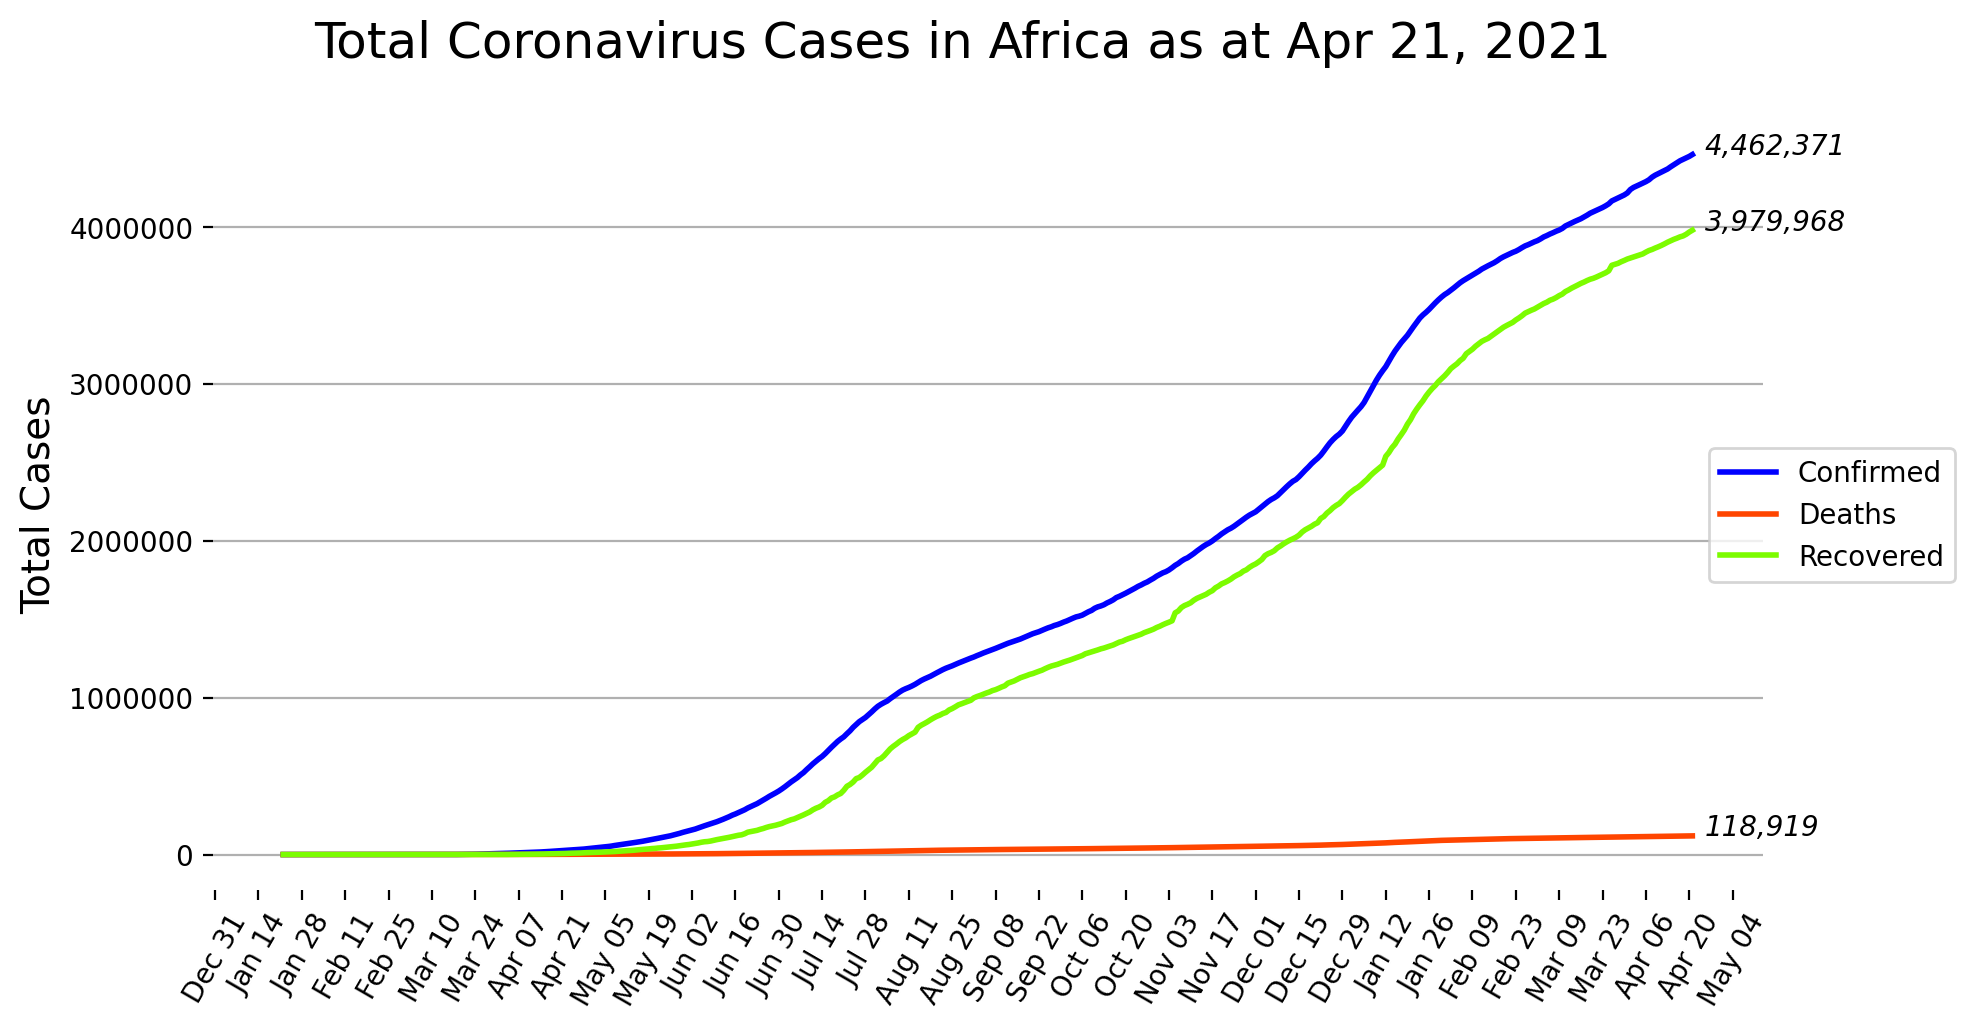 Total Coronavirus Cases in Africa as at Apr 21, 2021
4,462,371
3,979,968
118,919
Total Cases
4000000
3000000
2000000
1000000
0
Confirmed
Deaths
Recovered
Dec 31
Jan 14
Jan 28
Feb 11
Feb 25
Mar 10
Mar 24
Apr 07
Apr 21
May 05
May 19
Jun 02
Jun 16
Jun 30
Jul 14
Jul 28
Aug 11
Aug 25
Sep 08
Sep 22
Oct 06
Oct 20
Nov 03
Nov 17
Dec 01
Dec 15
Dec 29
Jan 12
Jan 26
Feb 09
Feb 23
Mar 09
Mar 23
Apr 06
Apr 20
May 04